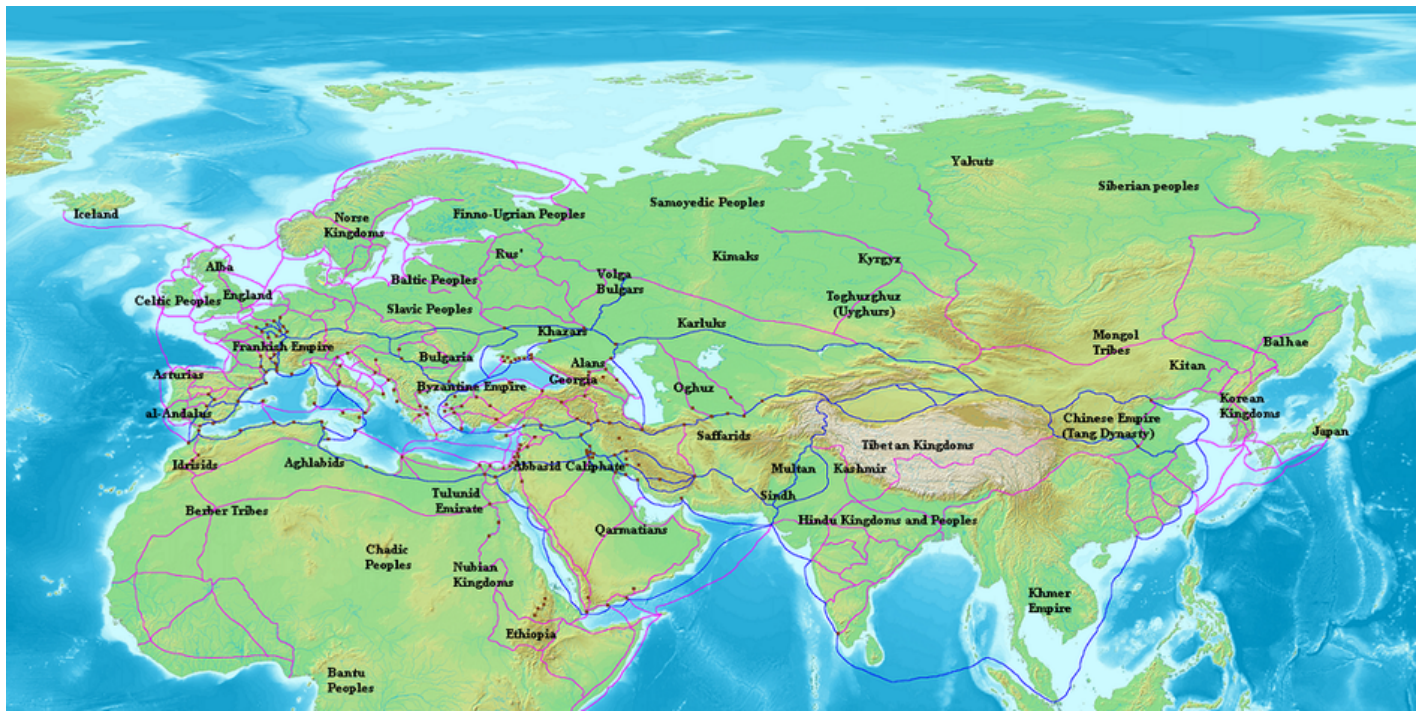 Yakuts
Siberian peoples
Samoyedic Peoples
Iceland
Norse
Kingdoms
Finno-Ugrian Peoples
Rus'
Kimaks
Kyrgyz
Alba
Baltic Peoples
Volga
Bulgars
Celtic Peoples
England
Toghuzghuz
(Uyghurs)
Slavic Peoples
Khazars
Karluks
Mongol
Tribes
Balhae
Frankish Empire
Bulgaria
Alans
Kitan
Asturias
Byzantine Empire
Georgia
Oghuz
Korean
Kingdoms
al-Andalus
Chinese Empire
(Tang Dynasty)
Japan
Saffarids
Tibetan Kingdoms
Idrisids
Aghlabids
Abbasid Caliphate
Multan
Kashmir
Tulunid
Emirate
Sindh
Berber Tribes
Qarmatians
Hindu Kingdoms and Peoples
Chadic
Peoples
Nubian
Kingdoms
Khmer
Empire
Ethiopia
Bantu
Peoples